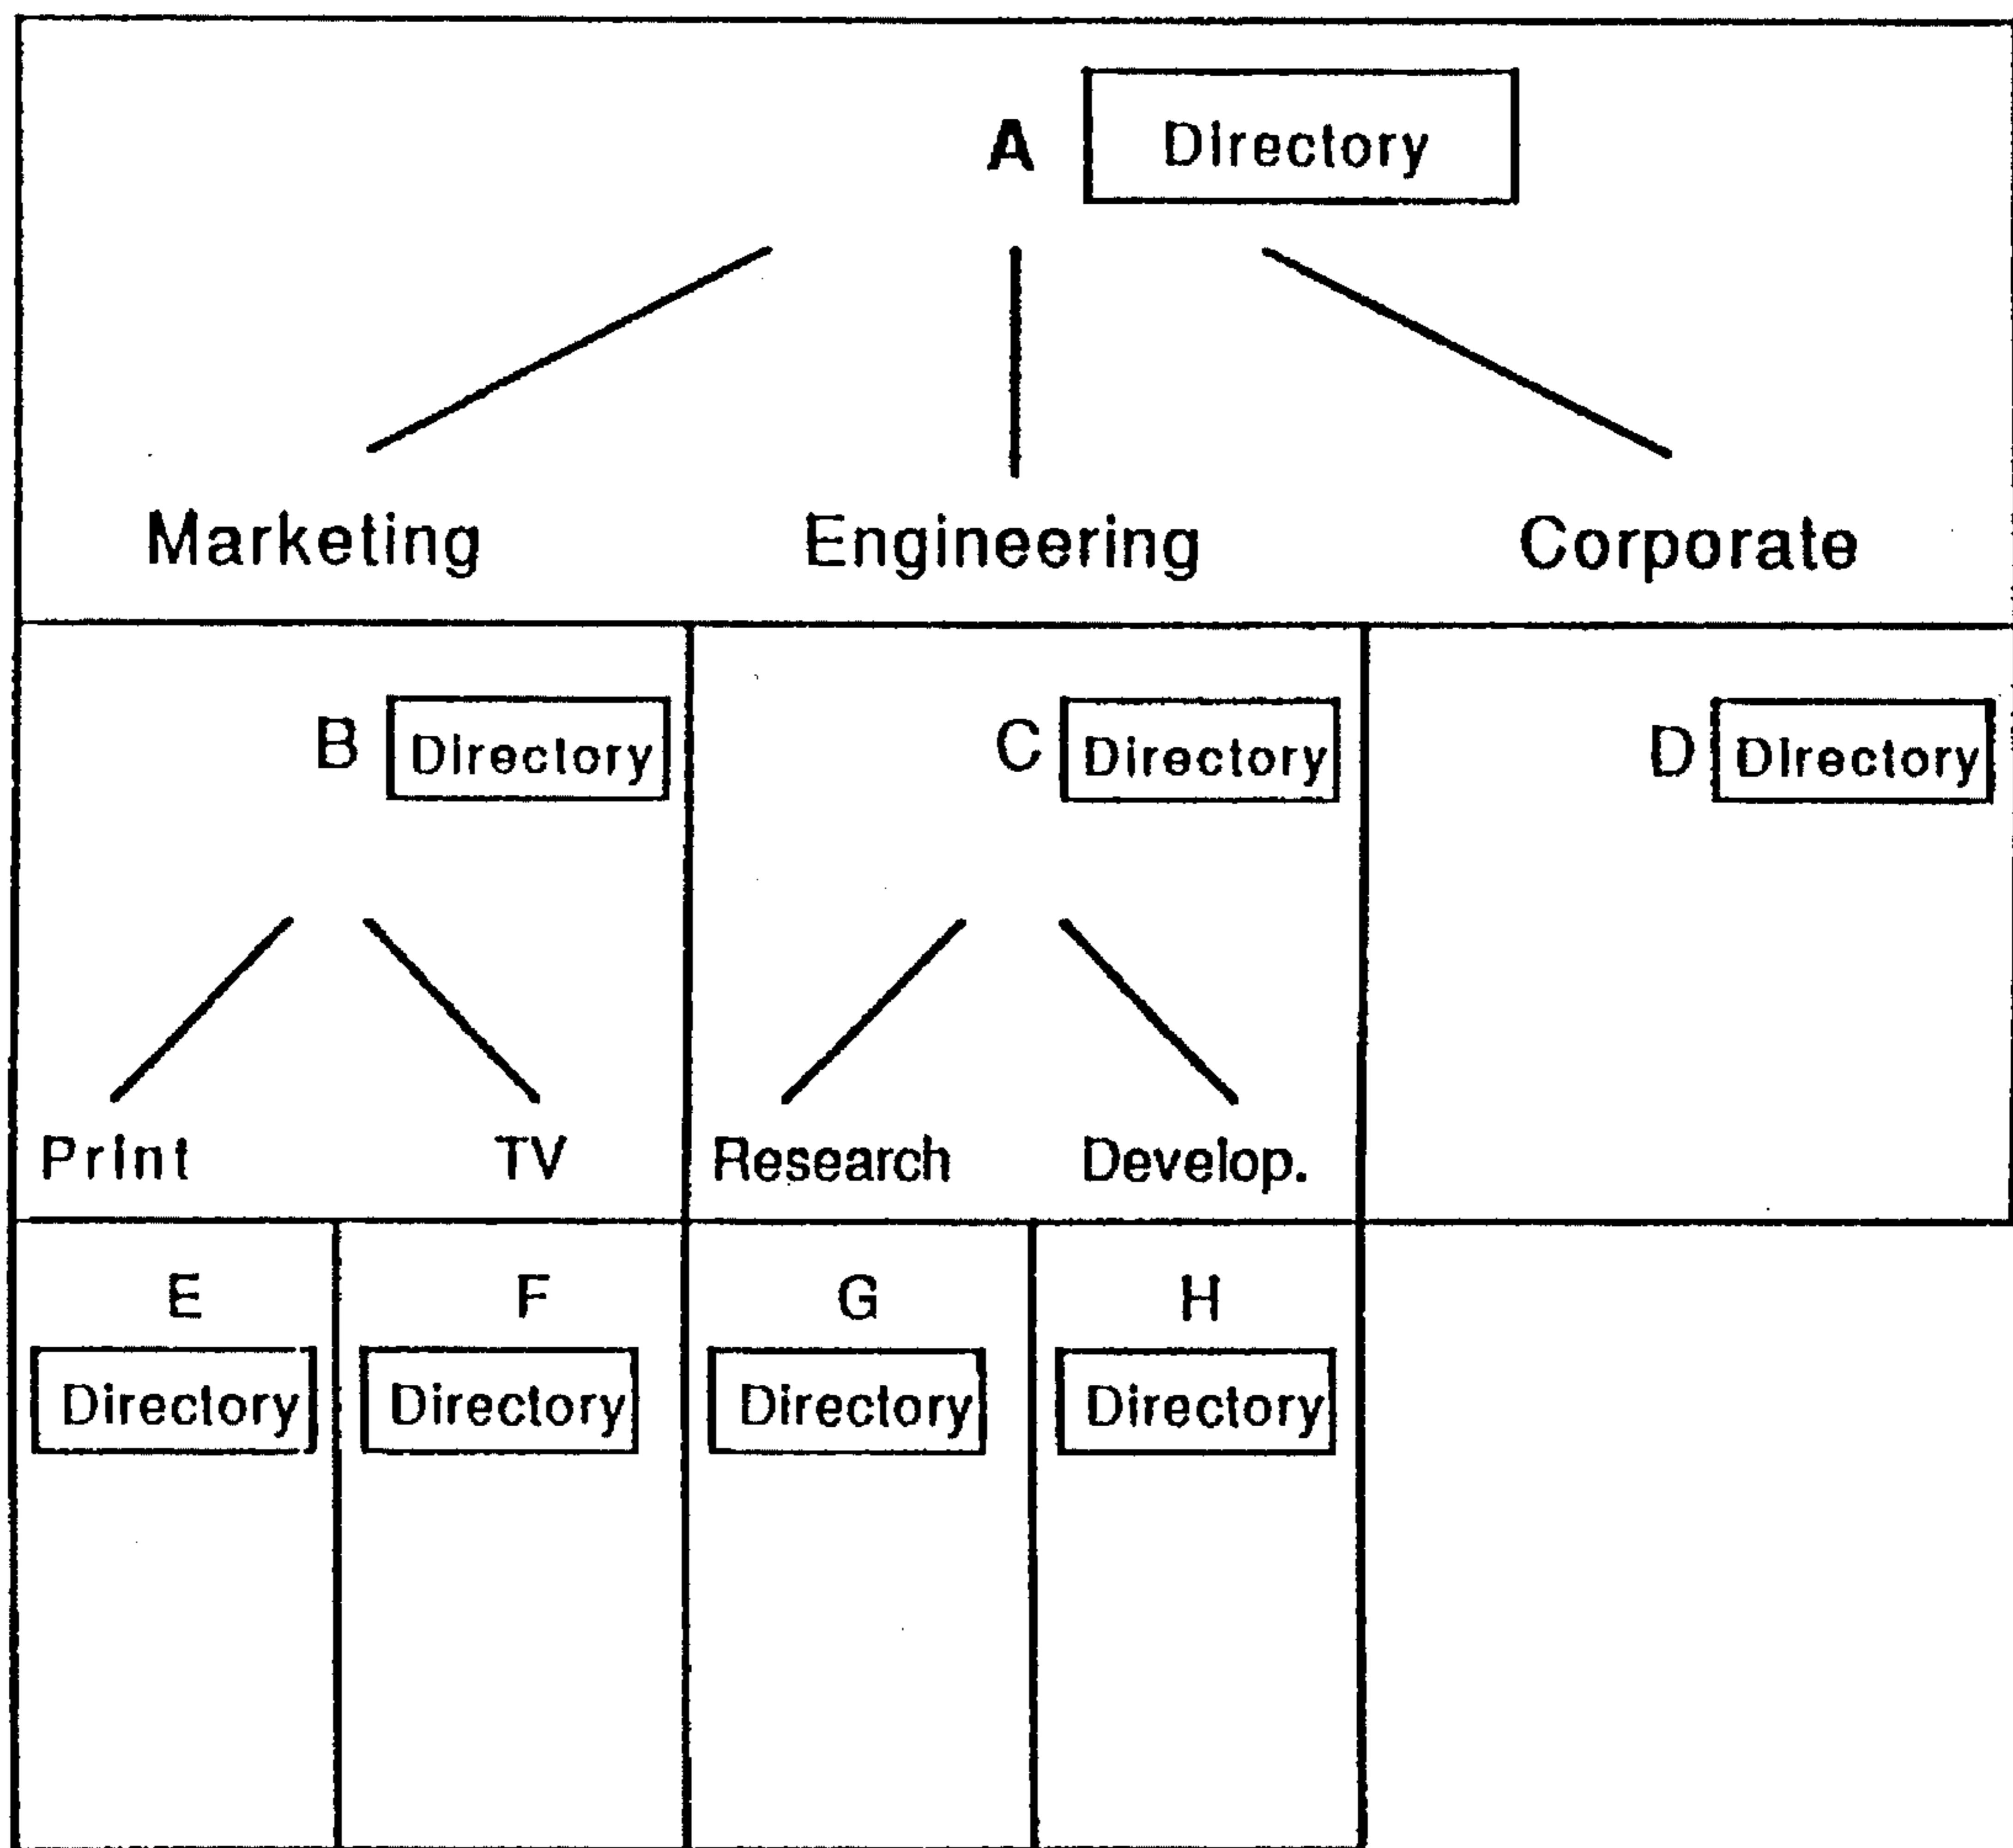 A Directory
Marketing Engineering Corporate
B Directory C Directory D Directory
Print TV Research Develop.
E F G H
Directory Directory Directory Directory